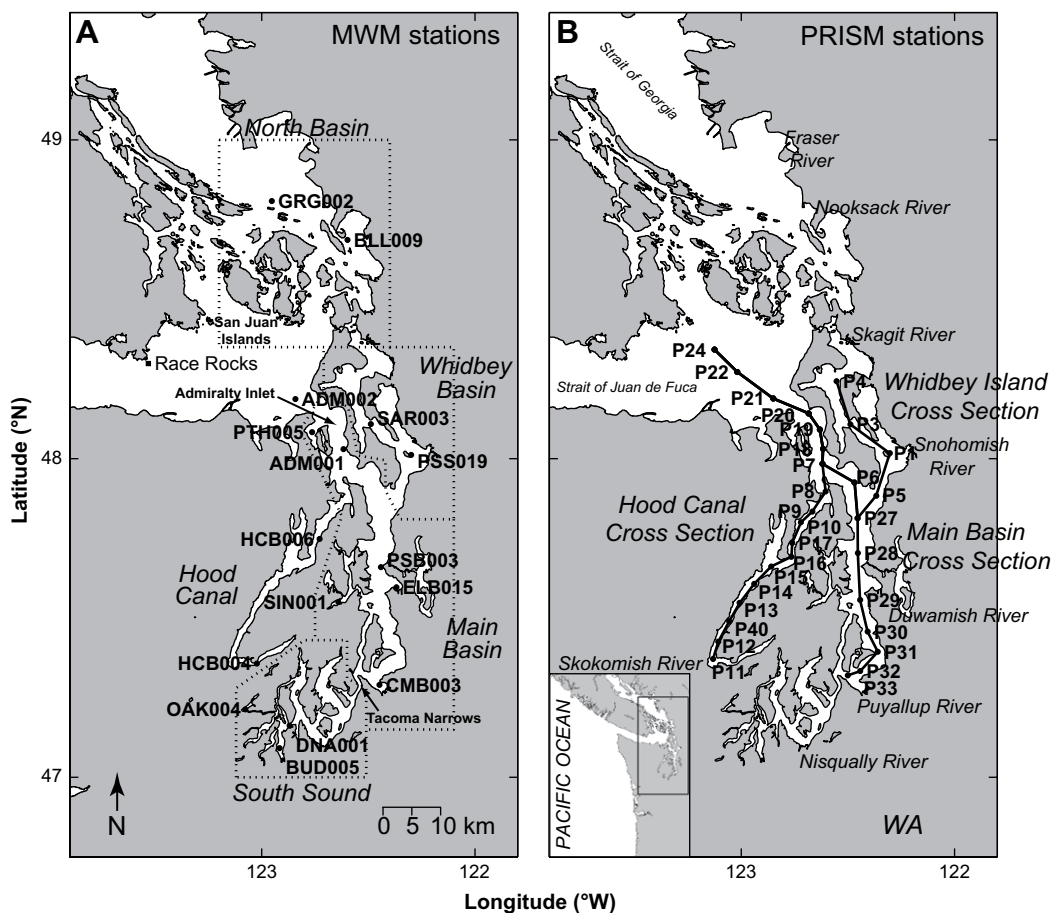 A
MWM stations
North Basin
49
GRG002
BLL009
San Juan
Islands
Race Rocks
Whidbey
Basin
Admiralty Inlet
ADM002
SAR003
PTH005
ADM001
PSS019
48
HCB006
PSB003
Hood
Canal
ELB015
SIN001
Main
Basin
HCB004
CMB003
OAK004
Tacoma Narrows
DNA001
BUD005
47
South Sound
N
0 5 10 km
123
122
Latitude (°N)
B
PRISM stations
Strait of Georgia
Fraser
River
Nooksack River
Skagit River
P24
P22
P4
Whidbey Island
Cross Section
Strait of Juan de Fuca
P21
P20
P3
P19
P18
P1
Snohomish
River
P7
P6
P8
P5
Hood Canal
Cross Section
P9
P10
P27
P17
P28
Main Basin
Cross Section
P16
P15
P14
P29
P13
Duwamish River
P40
P30
P12
P31
P11
Skokomish River
P32
P33
Puyallup River
Nisqually River
PACIFIC OCEAN
WA
123
122
Longitude (°W)